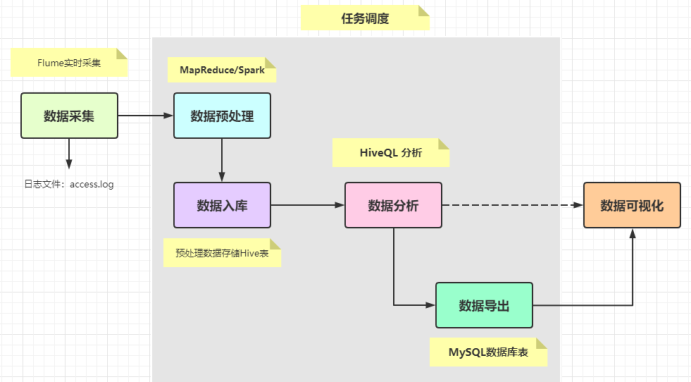 任务调度
Flume实时采集
MapReduce/Spark
数据采集
数据预处理
HiveQL 分析
日志文件：access.log
数据入库
数据分析
数据可视化
预处理数据存储Hive表
数据导出
MySQL数据库表